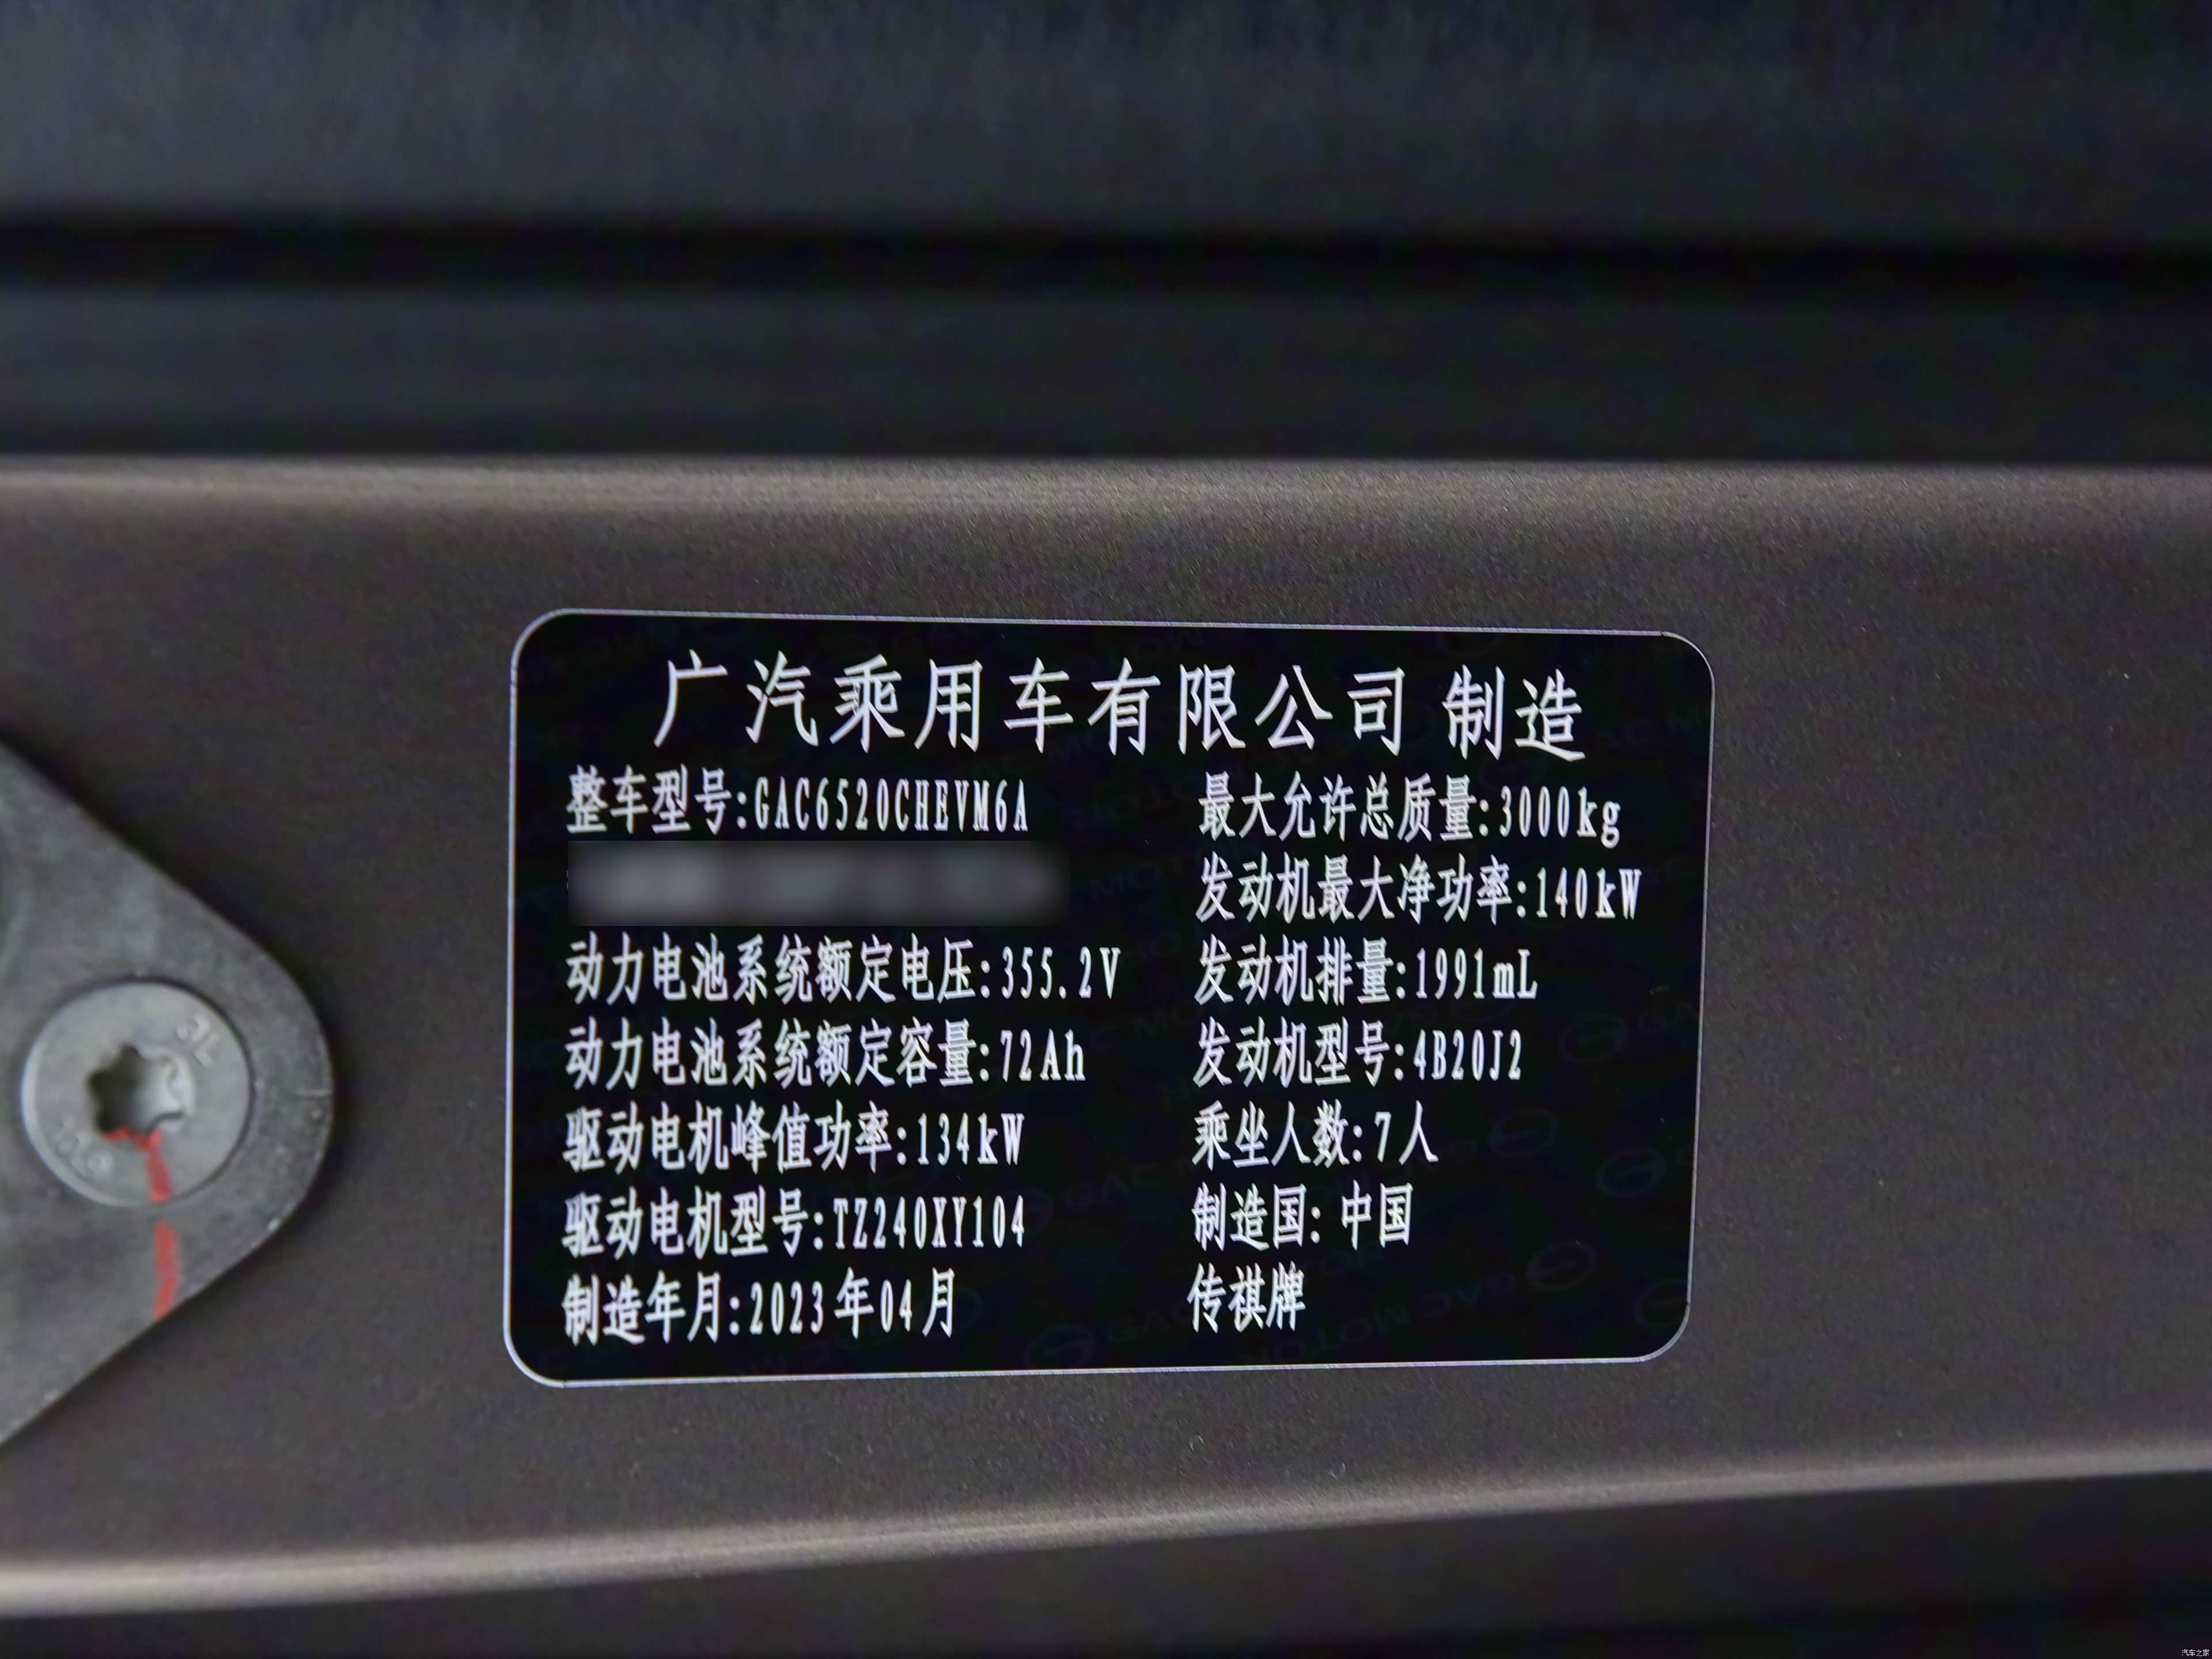 广汽乘用车有限公司 制造
整车型号:GAC6520CHEVM6A
动力电池系统额定电压:355.2V
动力电池系统额定容量:72Ah
驱动电机峰值功率:134kW
驱动电机型号:TZ240XY104
制造年月:2023年04月
最大允许总质量:3000kg
发动机最大净功率:140kW
发动机排量:1991mL
发动机型号:4B20J2
乘坐人数:7人
制造国: 中国
传祺牌
汽车之家